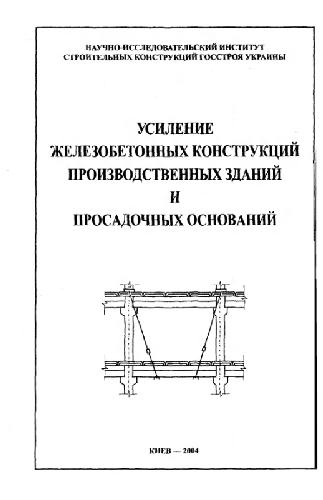 НАУЧНО-ИССЛЕДОВАТЕЛЬСКИЙ ИНСТИТУТ
СТРОИТЕЛЬНЫХ КОНСТРУКЦИЙ ГОССТРОЯ УКРАИНЫ
УСИЛЕНИЕ
ЖЕЛЕЗОБЕТОННЫХ КОНСТРУКЦИЙ
ПРОИЗВОДСТВЕННЫХ ЗДАНИЙ
И
ПРОСАДОЧНЫХ ОСНОВАНИЙ
КИЕВ — 2004